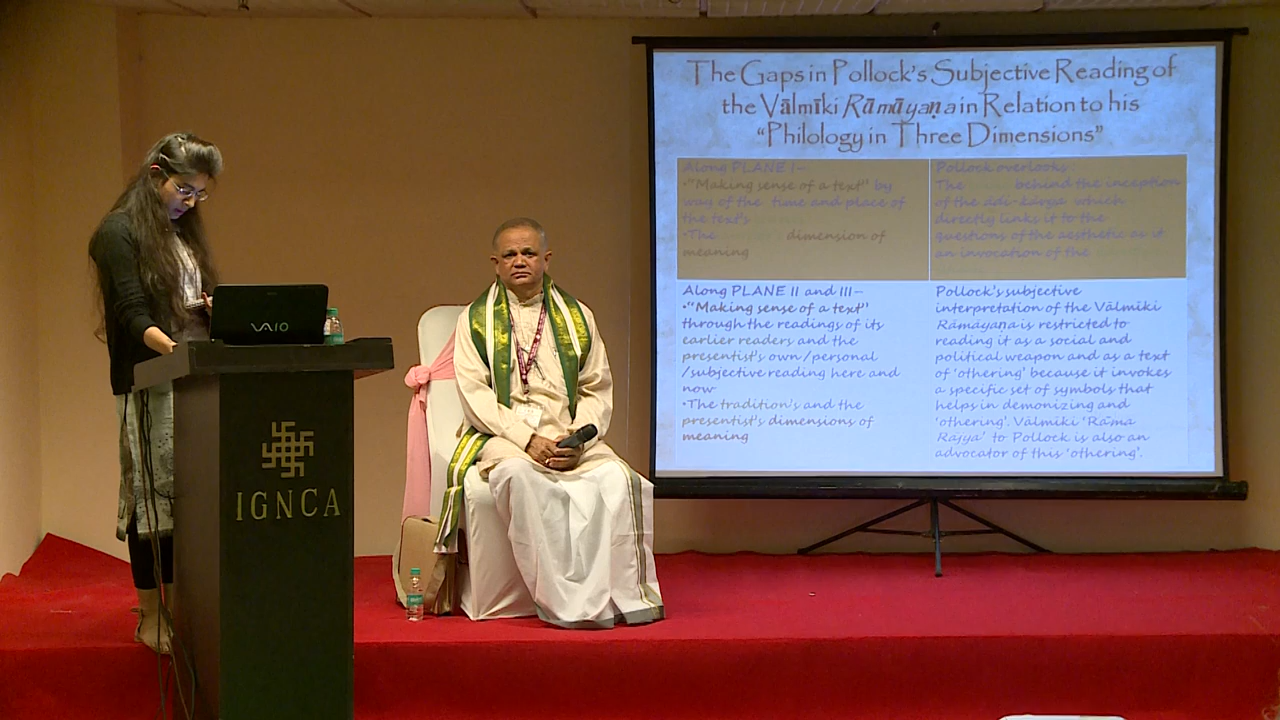 The Gaps in Pollock's Subjective Reading of
the Vālmīki Rāmāyaṇa in Relation to his
"Philology in Three Dimensions"
Along PLANE I–
•"Making sense of a text" by
way of the time and place of
the text's
•The dimension of
meaning
Pollock overlooks
The behind the inception
of the adi-kāvya which
directly links it to the
questions of the aesthetic as it
an invocation of the
Along PLANE II and III–
•"Making sense of a text'
through the readings of its
earlier readers and the
presentist's own/personal
/subjective reading here and
now
•The tradition's and the
presentist's dimensions of
meaning
Pollock's subjective
interpretation of the Vālmīki
Rāmāyaṇa is restricted to
reading it as a social and
political weapon and as a text
of 'othering' because it invokes
a specific set of symbols that
helps in demonizing and
'othering'. Vālmīki 'Rāma
Rajya' to Pollock is also an
advocator of this 'othering'.
VAIO
IGNCA